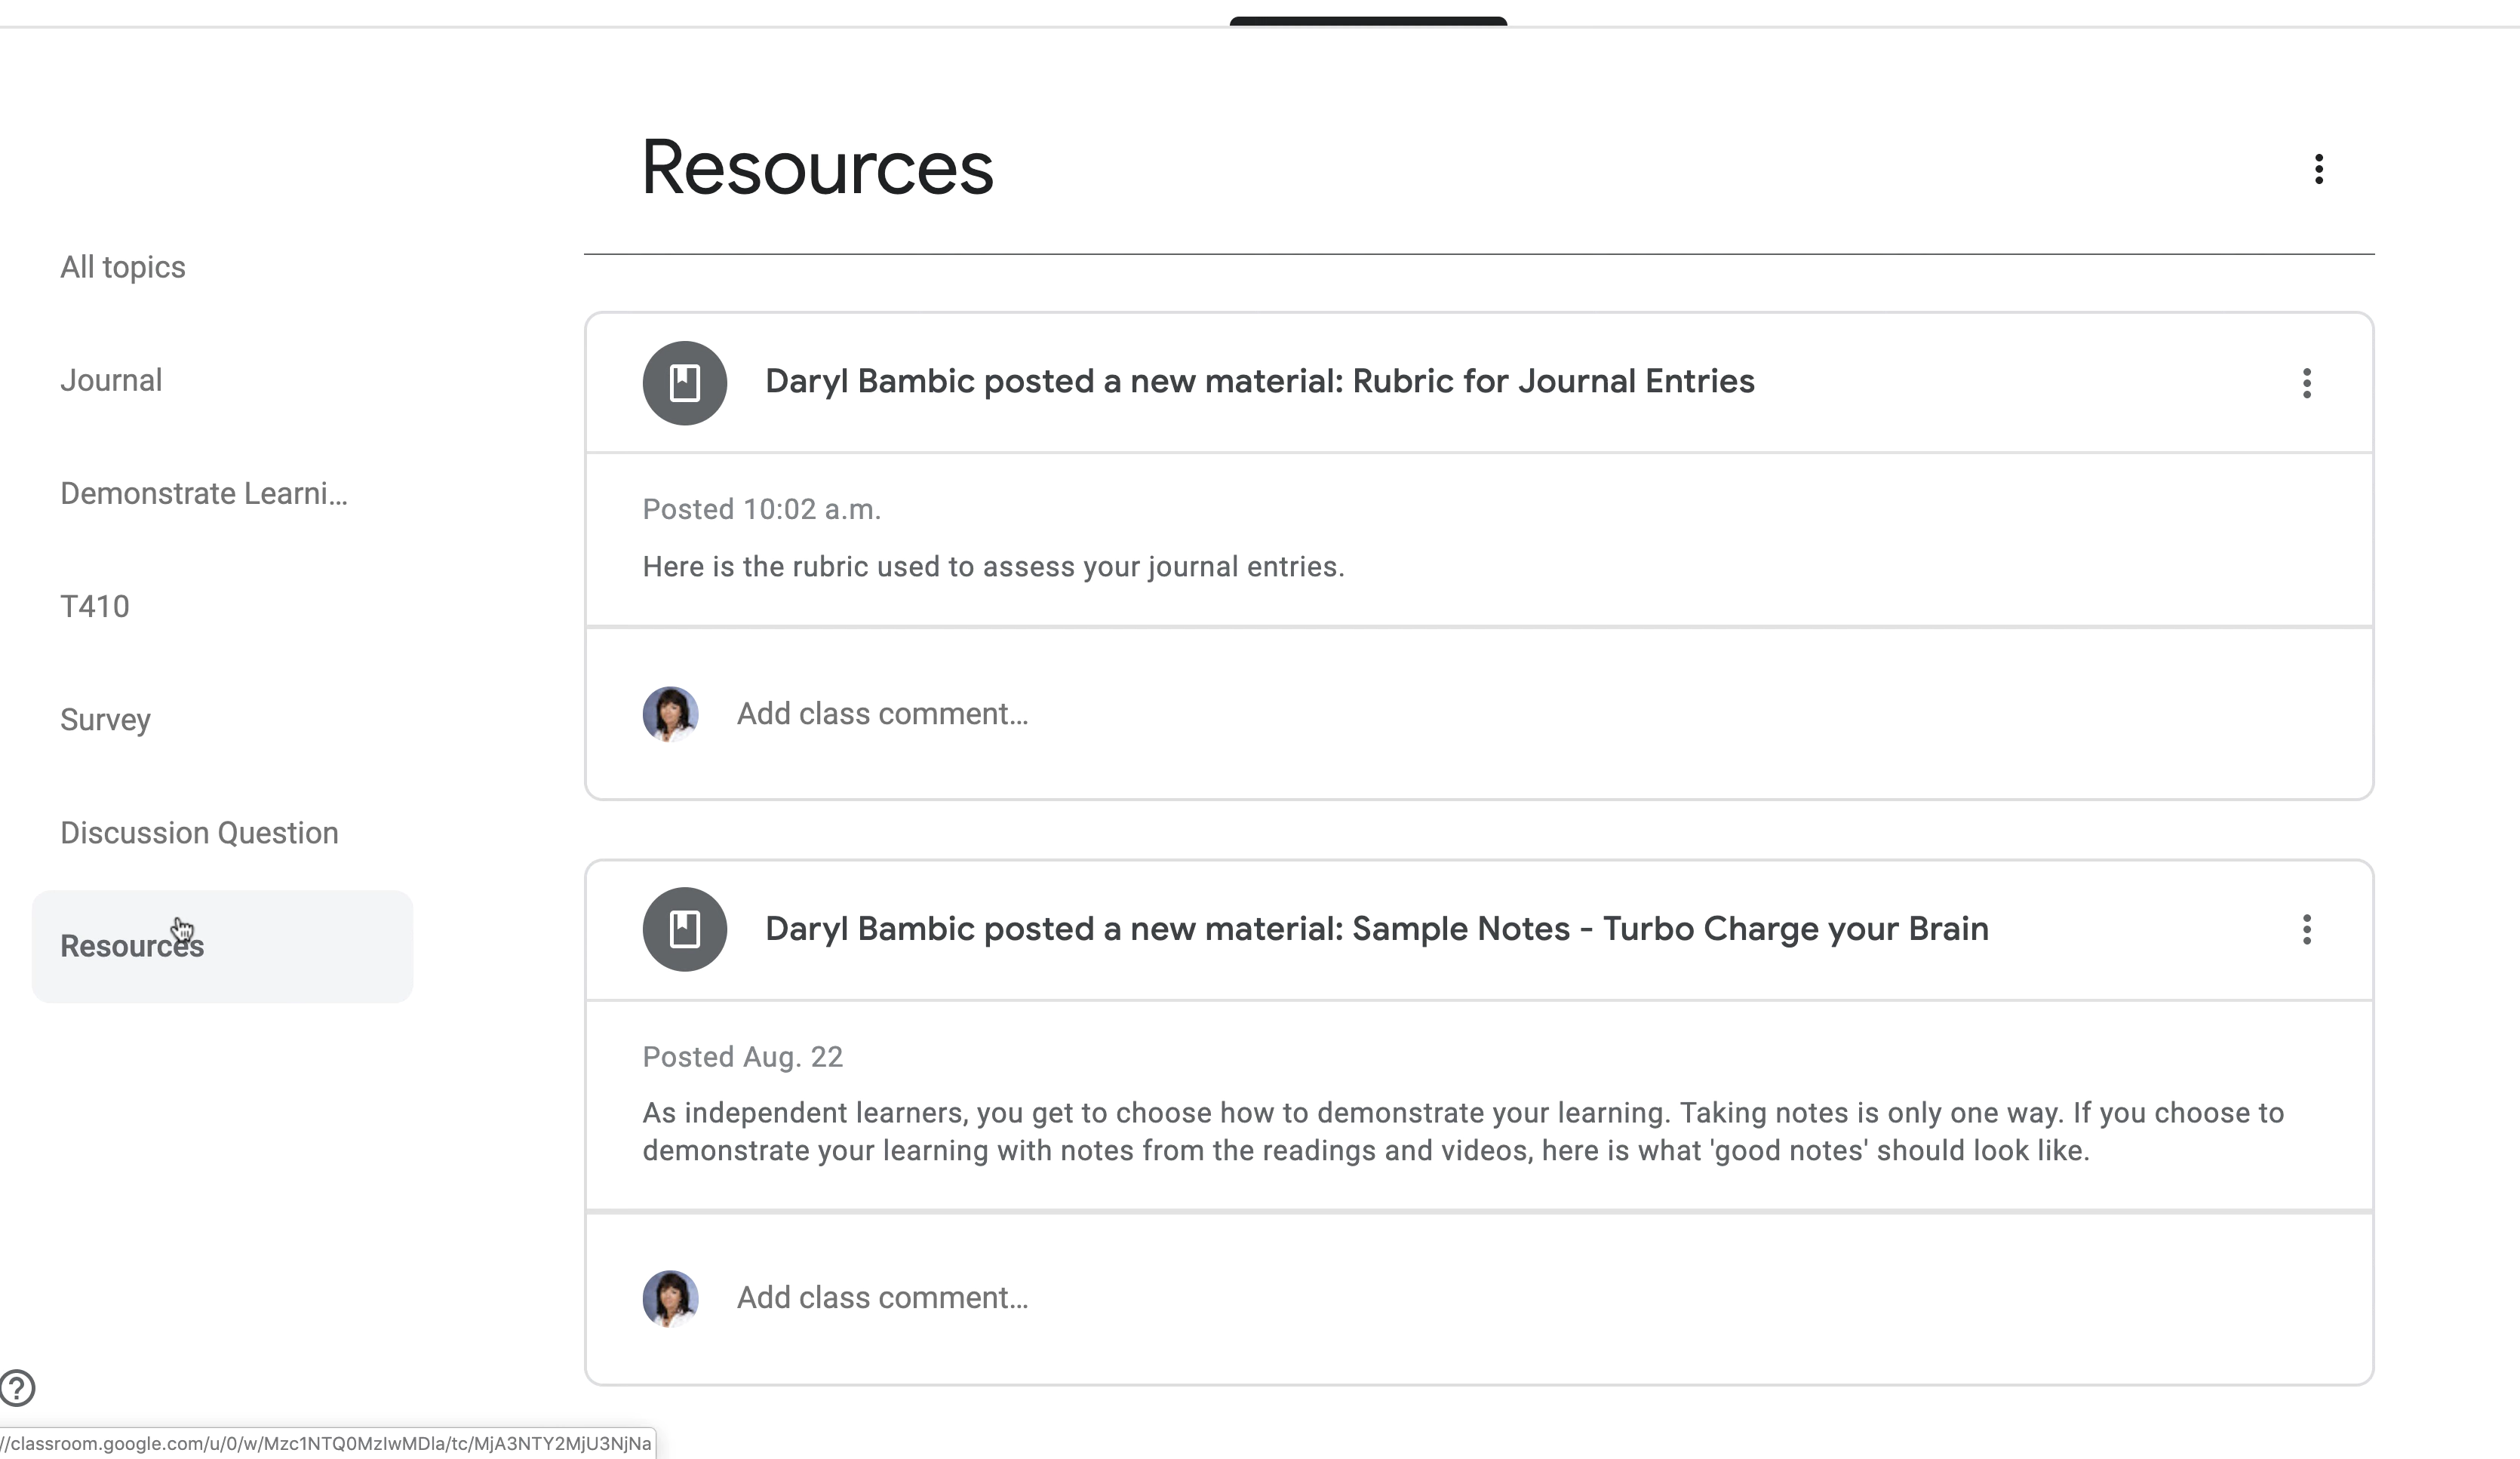 Resources
All topics
Journal
Demonstrate Learni...
T410
Survey
Discussion Question
Resources
Daryl Bambic posted a new material: Rubric for Journal Entries
Posted 10:02 a.m.
Here is the rubric used to assess your journal entries.
Add class comment...
Daryl Bambic posted a new material: Sample Notes - Turbo Charge your Brain
Posted Aug. 22
As independent learners, you get to choose how to demonstrate your learning. Taking notes is only one way. If you choose to
demonstrate your learning with notes from the readings and videos, here is what 'good notes' should look like.
Add class comment...
//classroom.google.com/u/0/w/Mzc1NTQ0MzIwMDla/tc/MjA3NTY2MjU3NjNa